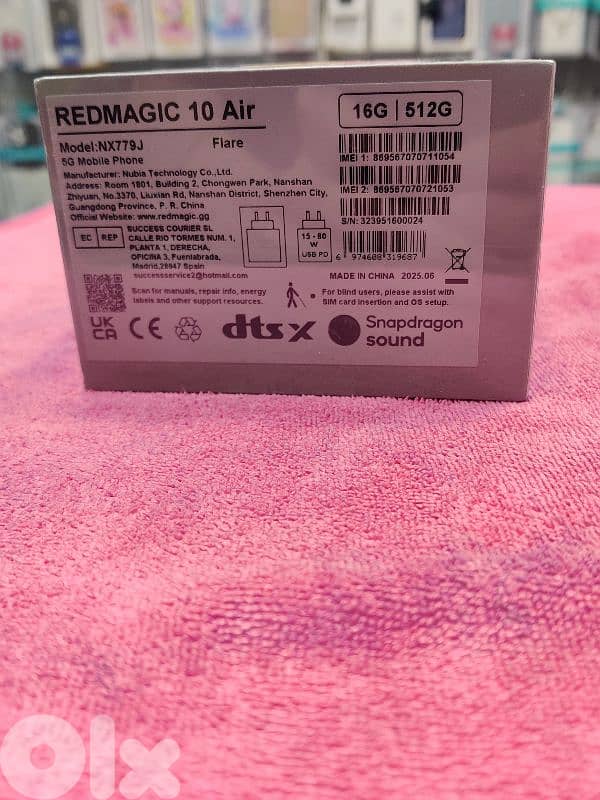 REDMAGIC 10 Air
16G | 512G
Model:NX779J Flare
5G Mobile Phone
Manufacturer: Nubia Technology Co.,Ltd.
Address: Room 1801, Building 2, Chongwen Park, Nanshan
Zhiyuan, No.3370, Liuxian Rd, Nanshan District, Shenzhen City,
Guangdong Province, P. R. China
Official Website: www.redmagic.gg
IMEI 1: 869567070711054
IMEI 2: 869567070721053
S/N: 323951600024
EC REP
SUCCESS COURIER SL
CALLE RIO TORMES NUM. 1,
PLANTA 1, DERECHA,
OFICINA 3, Fuenlabrada,
Madrid,28947 Spain
successservice2@hotmail.com
15 - 80
W
USB PD
6 974608 319687
MADE IN CHINA 2025.06
Scan for manuals, repair info, energy
labels and other support resources.
For blind users, please assist with
SIM card insertion and OS setup.
UK
CA
CE
dts X
Snapdragon
sound
Olx